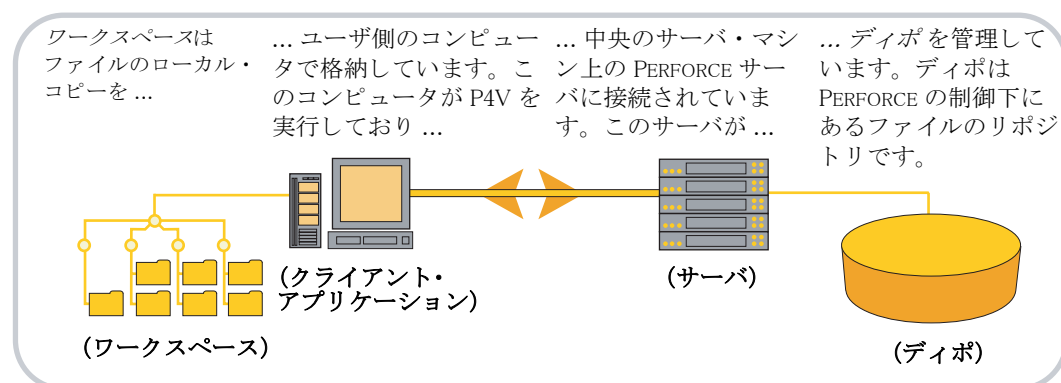 ワークスペースは
ファイルのローカル・
コピーを ...
... ユーザ側のコンピュー
タで格納しています。こ
のコンピュータが P4V を
実行しており ...
... 中央のサーバ・マシ
ン上の PERFORCE サー
バに接続されていま
す。このサーバが ...
... ディポ を管理して
います。ディポは
PERFORCE の制御下に
あるファイルのリポジ
トリです。
(クライアント・
アプリケーション)
(サーバ)
(ワークスペース)
(ディポ)